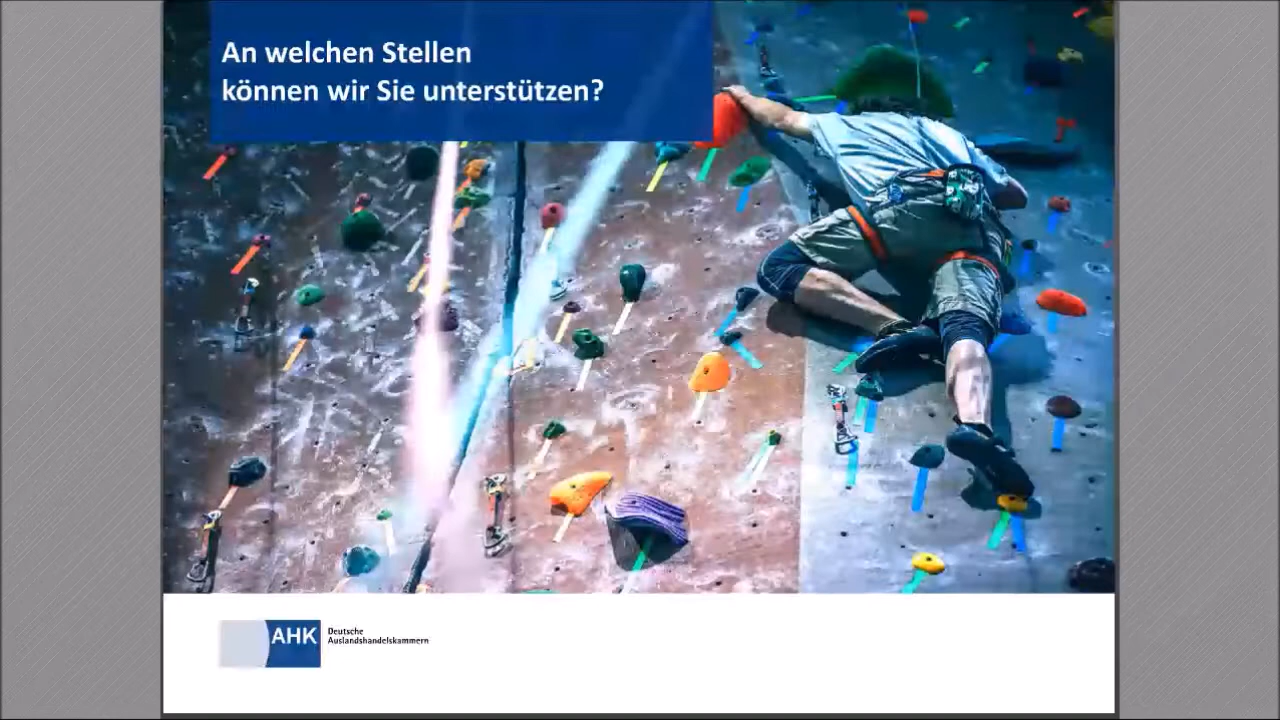 An welchen Stellen
können wir Sie unterstützen?
AHK
Deutsche
Auslandshandelskammern